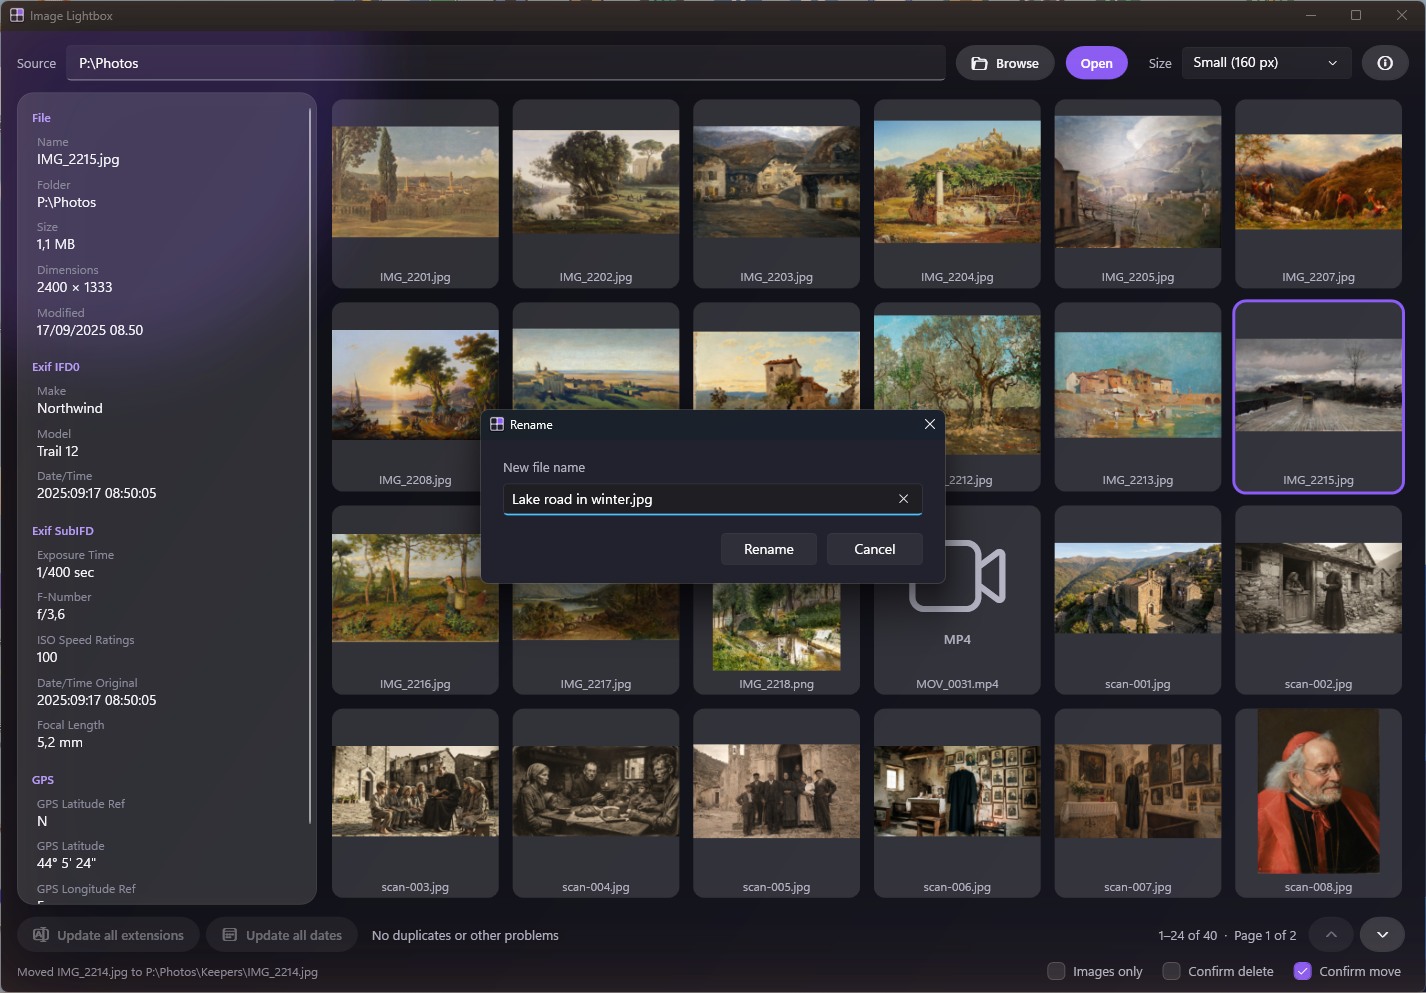 Image Lightbox
Source
P:\Photos
Browse
Open
Size
Small (160 px)
File
Name
IMG_2215.jpg
Folder
P:\Photos
Size
1,1 MB
Dimensions
2400 × 1333
Modified
17/09/2025 08.50
Exif IFD0
Make
Northwind
Model
Trail 12
Date/Time
2025:09:17 08:50:05
Exif SubIFD
Exposure Time
1/400 sec
F-Number
f/3,6
ISO Speed Ratings
100
Date/Time Original
2025:09:17 08:50:05
Focal Length
5,2 mm
GPS
GPS Latitude Ref
N
GPS Latitude
44° 5' 24"
GPS Longitude Ref
IMG_2201.jpg
IMG_2202.jpg
IMG_2203.jpg
IMG_2204.jpg
IMG_2205.jpg
IMG_2207.jpg
IMG_2208.jpg
_2212.jpg
IMG_2213.jpg
IMG_2215.jpg
Rename
New file name
Lake road in winter.jpg
Rename
Cancel
IMG_2216.jpg
IMG_2217.jpg
IMG_2218.png
MP4
MOV_0031.mp4
scan-001.jpg
scan-002.jpg
scan-003.jpg
scan-004.jpg
scan-005.jpg
scan-006.jpg
scan-007.jpg
scan-008.jpg
Update all extensions
Update all dates
No duplicates or other problems
1–24 of 40 · Page 1 of 2
Moved IMG_2214.jpg to P:\Photos\Keepers\IMG_2214.jpg
Images only
Confirm delete
Confirm move